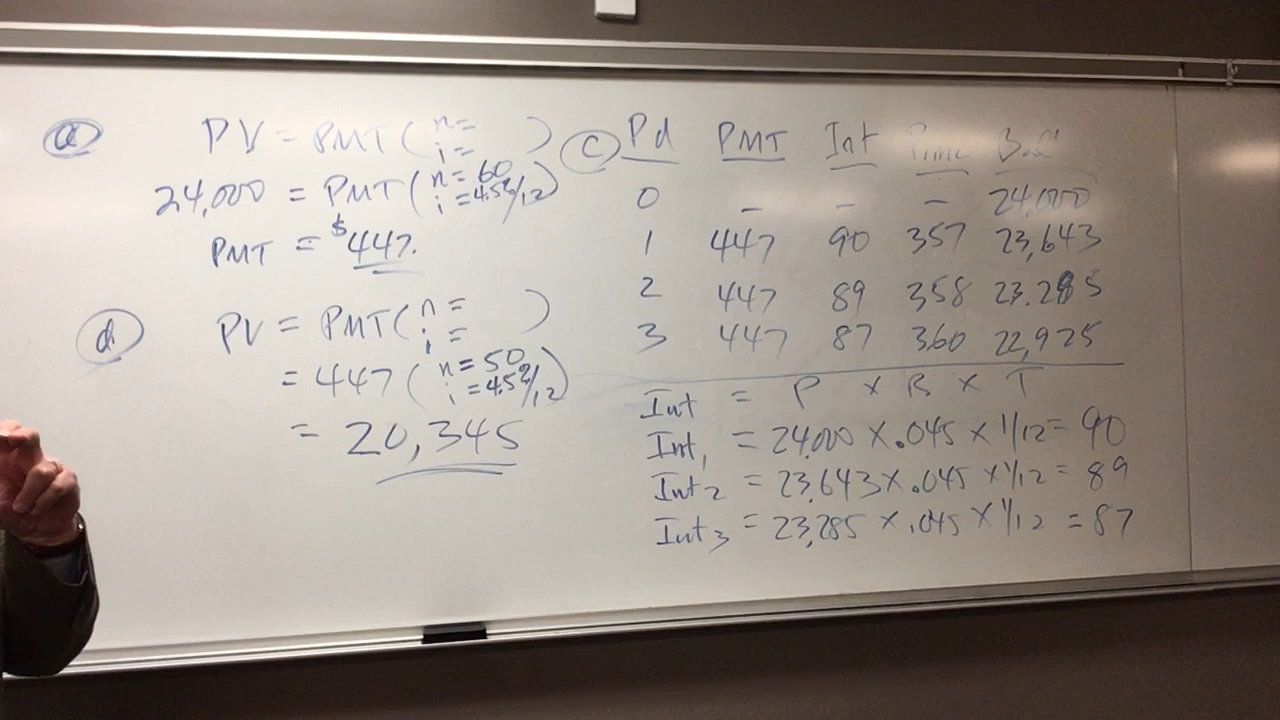 (a) PV = PMT ( n =
i = )
24,000 = PMT ( n = 60
i = 4.5%/12 )
PMT = $447.
(d) PV = PMT ( n =
i = )
= 447 ( n = 50
i = 4.5%/12 )
= 20,345
(c) Pd PMT Int Princ Bal
0 – – – 24,000
1 447 90 357 23,643
2 447 89 358 23.285
3 447 87 360 22,925
Int = P × R × T
Int1 = 24,000 × .045 × 1/12 = 90
Int2 = 23,643 × .045 × 1/12 = 89
Int3 = 23,285 × .045 × 1/12 = 87